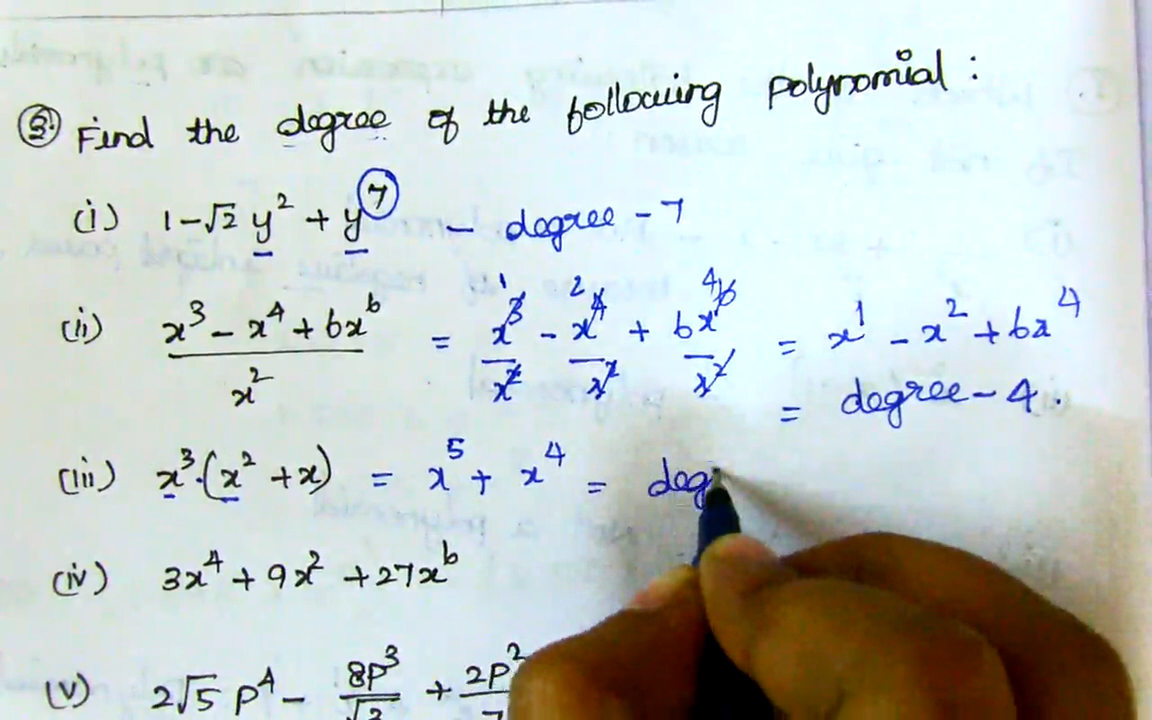 ③ Find the degree of the following polynomial :
(i) 1-√2 y² + y⁷ - degree - 7
(ii) x³ - x⁴ + 6x⁶ / x² = x³/x² - x⁴/x² + 6x⁶/x² = x¹ - x² + 6x⁴
= degree - 4.
(iii) x³·(x² + x) = x⁵ + x⁴ = deg
(iv) 3x⁴ + 9x² + 27x⁶
(v) 2√5 p⁴ - 8p³/√3 + 2p²/7